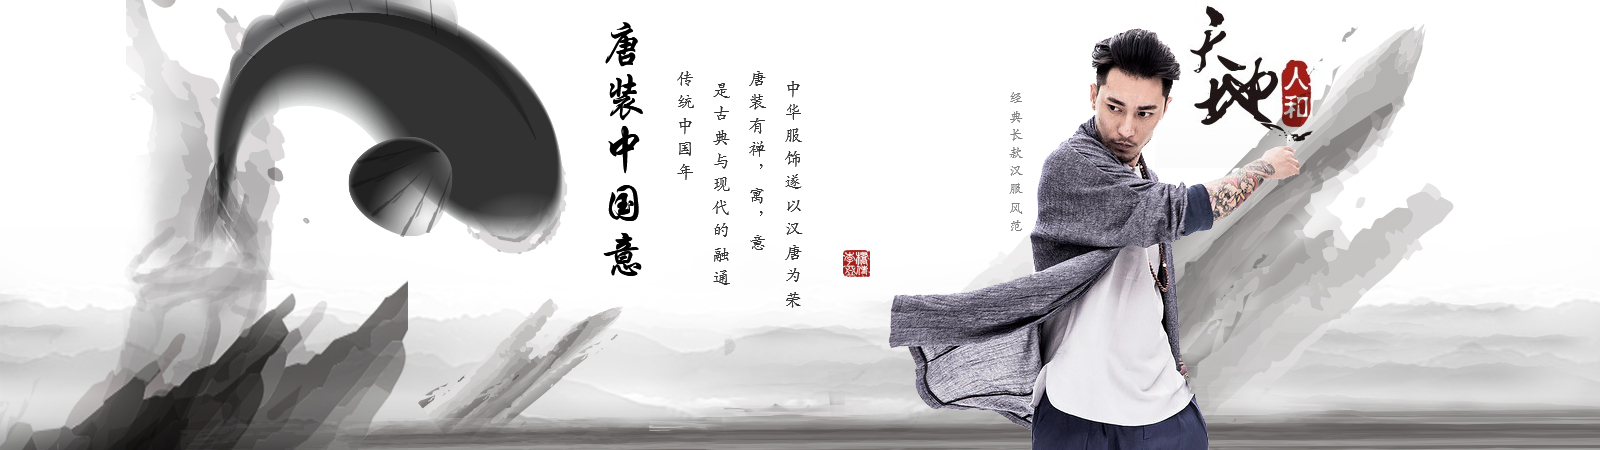 唐装中国意
传统中国年
是古典与现代的融通
唐装有禅，寓，意
中华服饰遂以汉唐为荣
经典长款汉服风范
天地
人和